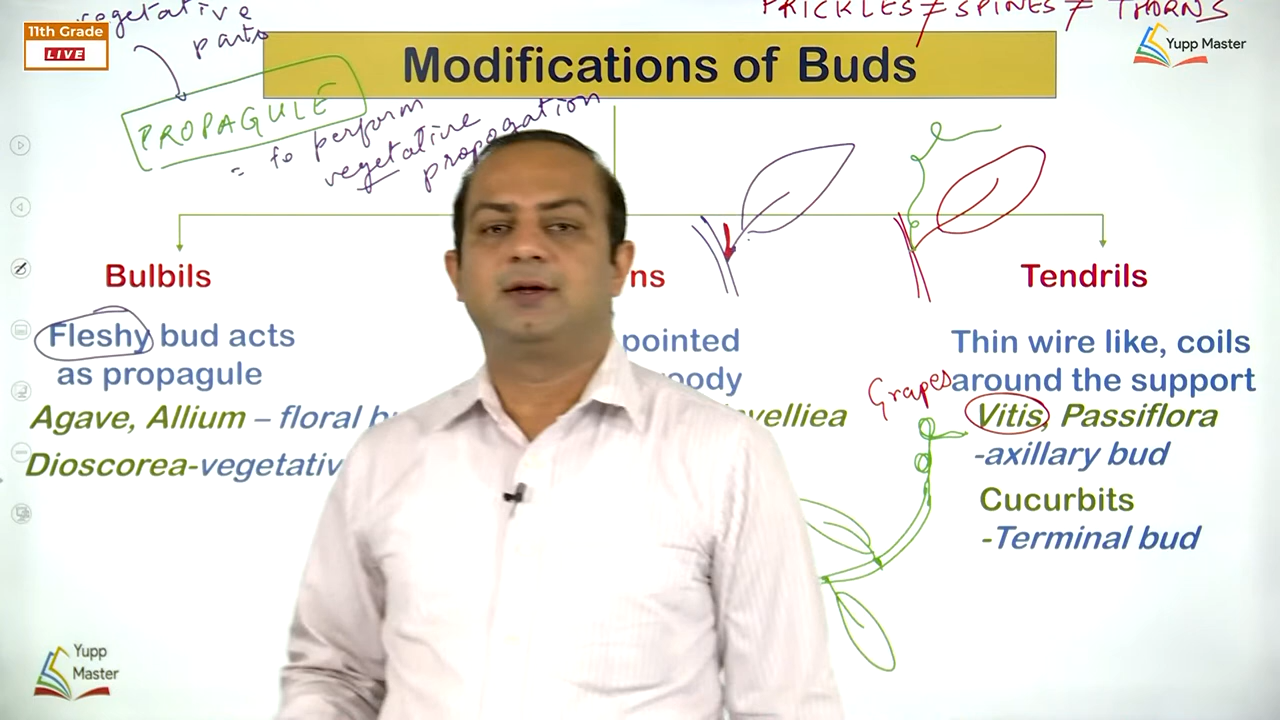 vegetative
parts
PRICKLES ≠ SPINES ≠ THORNS
11th Grade
LIVE
Yupp Master
Modifications of Buds
PROPAGULE
= to perform
vegetative
propogation
Bulbils
ns
Tendrils
Fleshy bud acts
as propagule
Agave, Allium – floral
Dioscorea-vegetativ
pointed
oody
velliea
Thin wire like, coils
around the support
Grapes
Vitis, Passiflora
-axillary bud
Cucurbits
-Terminal bud
Yupp
Master